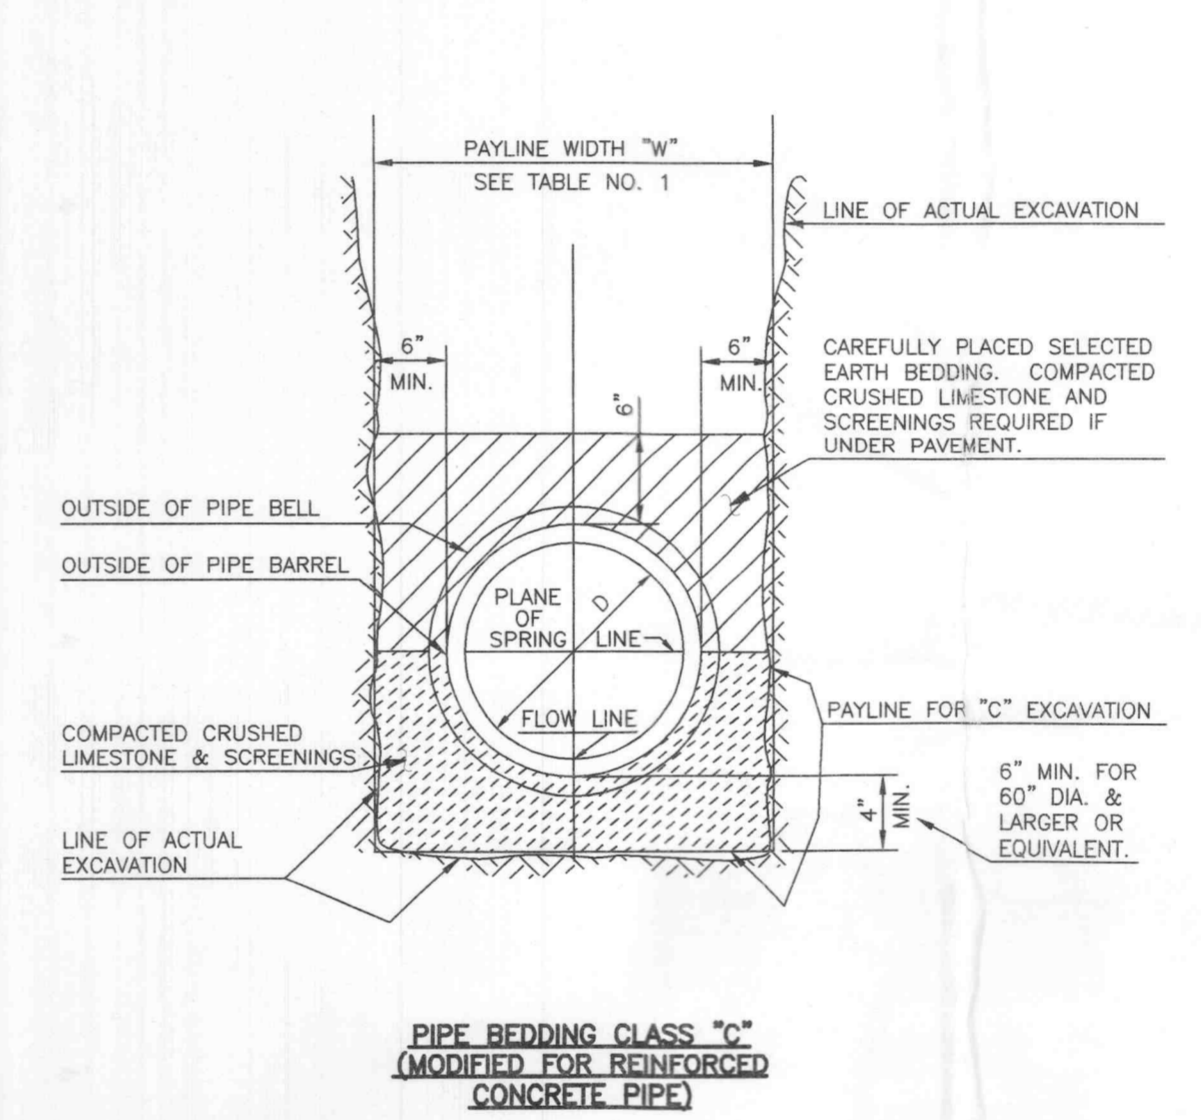 PAYLINE WIDTH "W"
SEE TABLE NO. 1
LINE OF ACTUAL EXCAVATION
6"
MIN.
6"
MIN.
6"
CAREFULLY PLACED SELECTED
EARTH BEDDING. COMPACTED
CRUSHED LIMESTONE AND
SCREENINGS REQUIRED IF
UNDER PAVEMENT.
OUTSIDE OF PIPE BELL
OUTSIDE OF PIPE BARREL
PLANE
OF
SPRING LINE
D
FLOW LINE
PAYLINE FOR "C" EXCAVATION
COMPACTED CRUSHED
LIMESTONE & SCREENINGS
4"
MIN.
6" MIN. FOR
60" DIA. &
LARGER OR
EQUIVALENT.
LINE OF ACTUAL
EXCAVATION
PIPE BEDDING CLASS "C"
(MODIFIED FOR REINFORCED
CONCRETE PIPE)